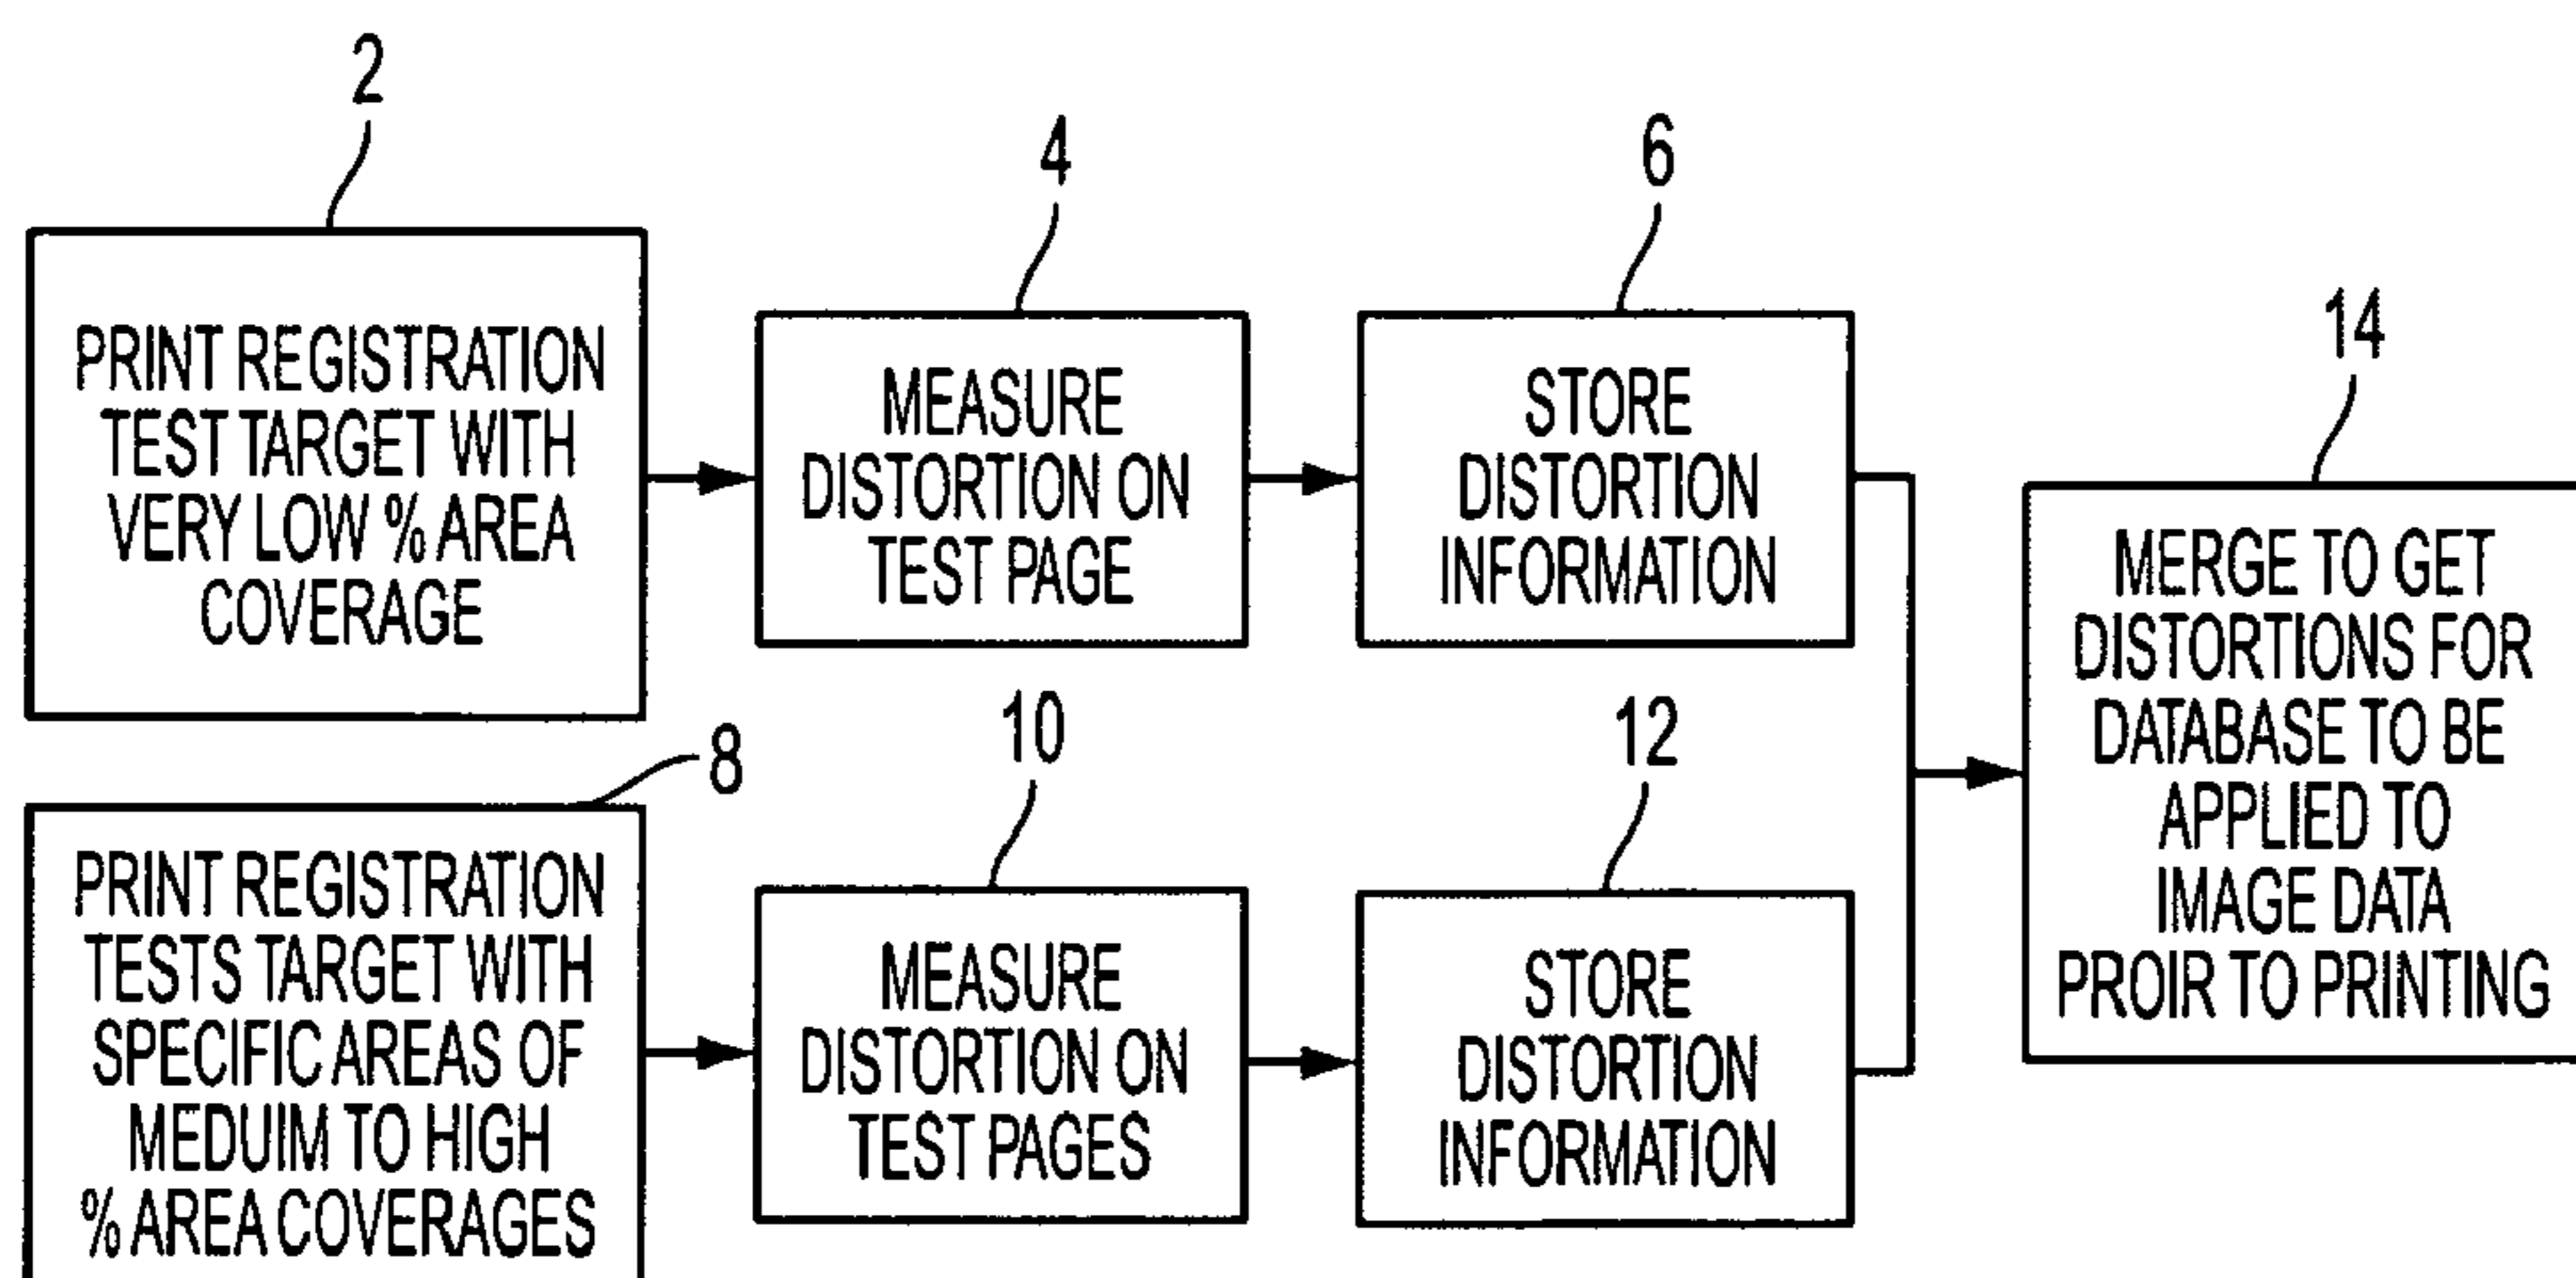 2
PRINT REGISTRATION
TEST TARGET WITH
VERY LOW % AREA
COVERAGE
4
MEASURE
DISTORTION ON
TEST PAGE
6
STORE
DISTORTION
INFORMATION
8
PRINT REGISTRATION
TESTS TARGET WITH
SPECIFIC AREAS OF
MEDUIM TO HIGH
% AREA COVERAGES
10
MEASURE
DISTORTION ON
TEST PAGES
12
STORE
DISTORTION
INFORMATION
14
MERGE TO GET
DISTORTIONS FOR
DATABASE TO BE
APPLIED TO
IMAGE DATA
PROIR TO PRINTING